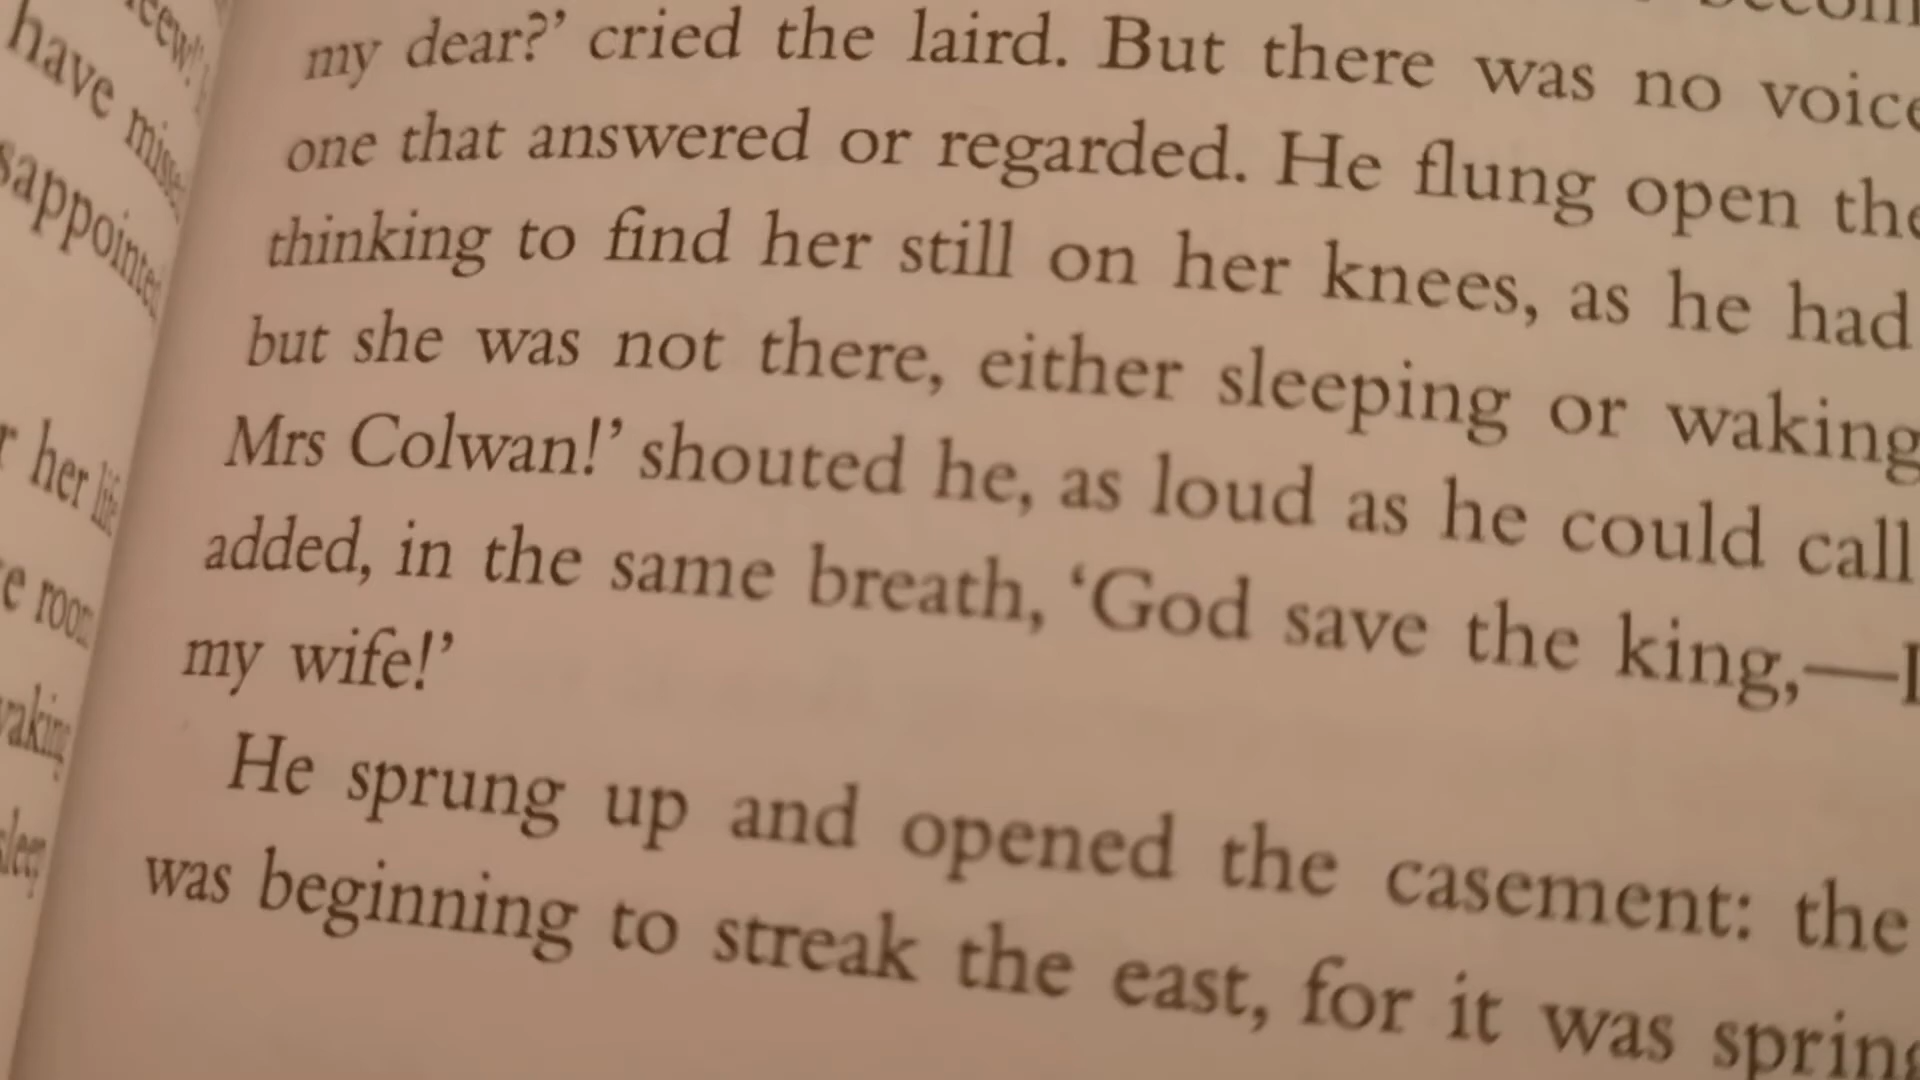 have
my dear?’ cried the laird. But there was no voice
one that answered or regarded. He flung open the
thinking to find her still on her knees, as he had
but she was not there, either sleeping or waking
Mrs Colwan!’ shouted he, as loud as he could call
added, in the same breath, ‘God save the king,—I
my wife!’
He sprung up and opened the casement: the
was beginning to streak the east, for it was spring
her life